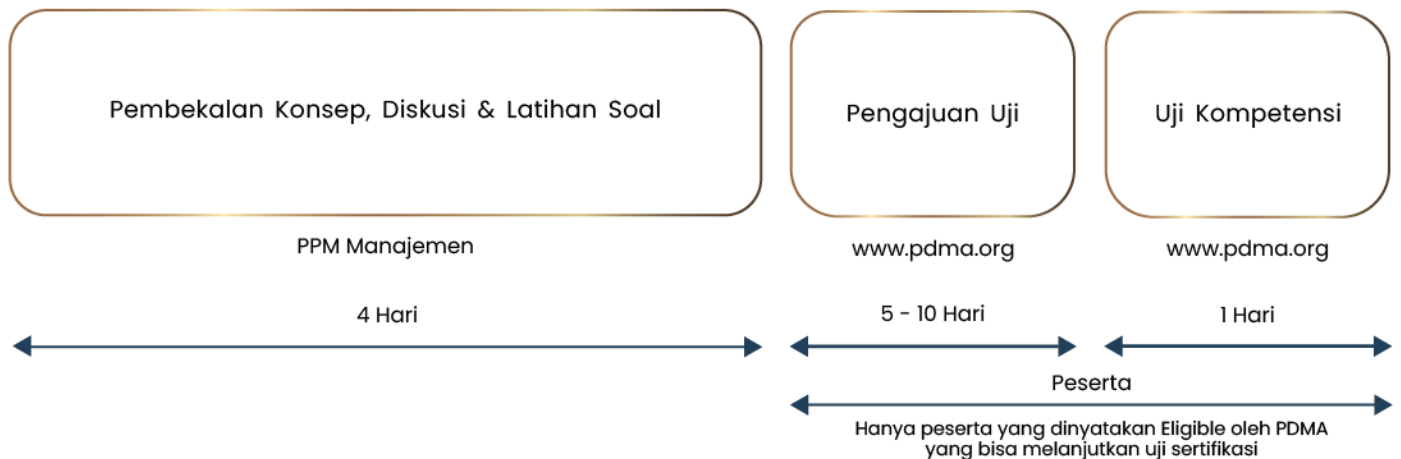 Pembekalan Konsep, Diskusi & Latihan Soal
Pengajuan Uji
Uji Kompetensi
PPM Manajemen
www.pdma.org
www.pdma.org
4 Hari
5 - 10 Hari
1 Hari
Peserta
Hanya peserta yang dinyatakan Eligible oleh PDMA
yang bisa melanjutkan uji sertifikasi